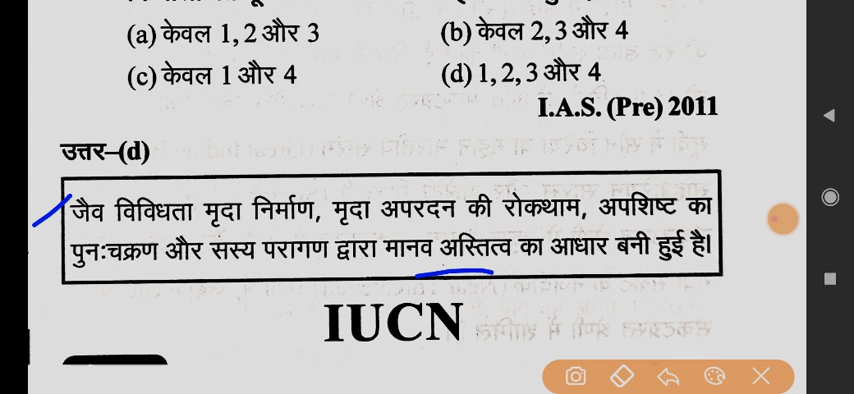 (a) केवल 1, 2 और 3 (b) केवल 2, 3 और 4
(c) केवल 1 और 4 (d) 1, 2, 3 और 4
I.A.S. (Pre) 2011
उत्तर–(d)
जैव विविधता मृदा निर्माण, मृदा अपरदन की रोकथाम, अपशिष्ट का
पुनःचक्रण और सस्य परागण द्वारा मानव अस्तित्व का आधार बनी हुई है।
IUCN